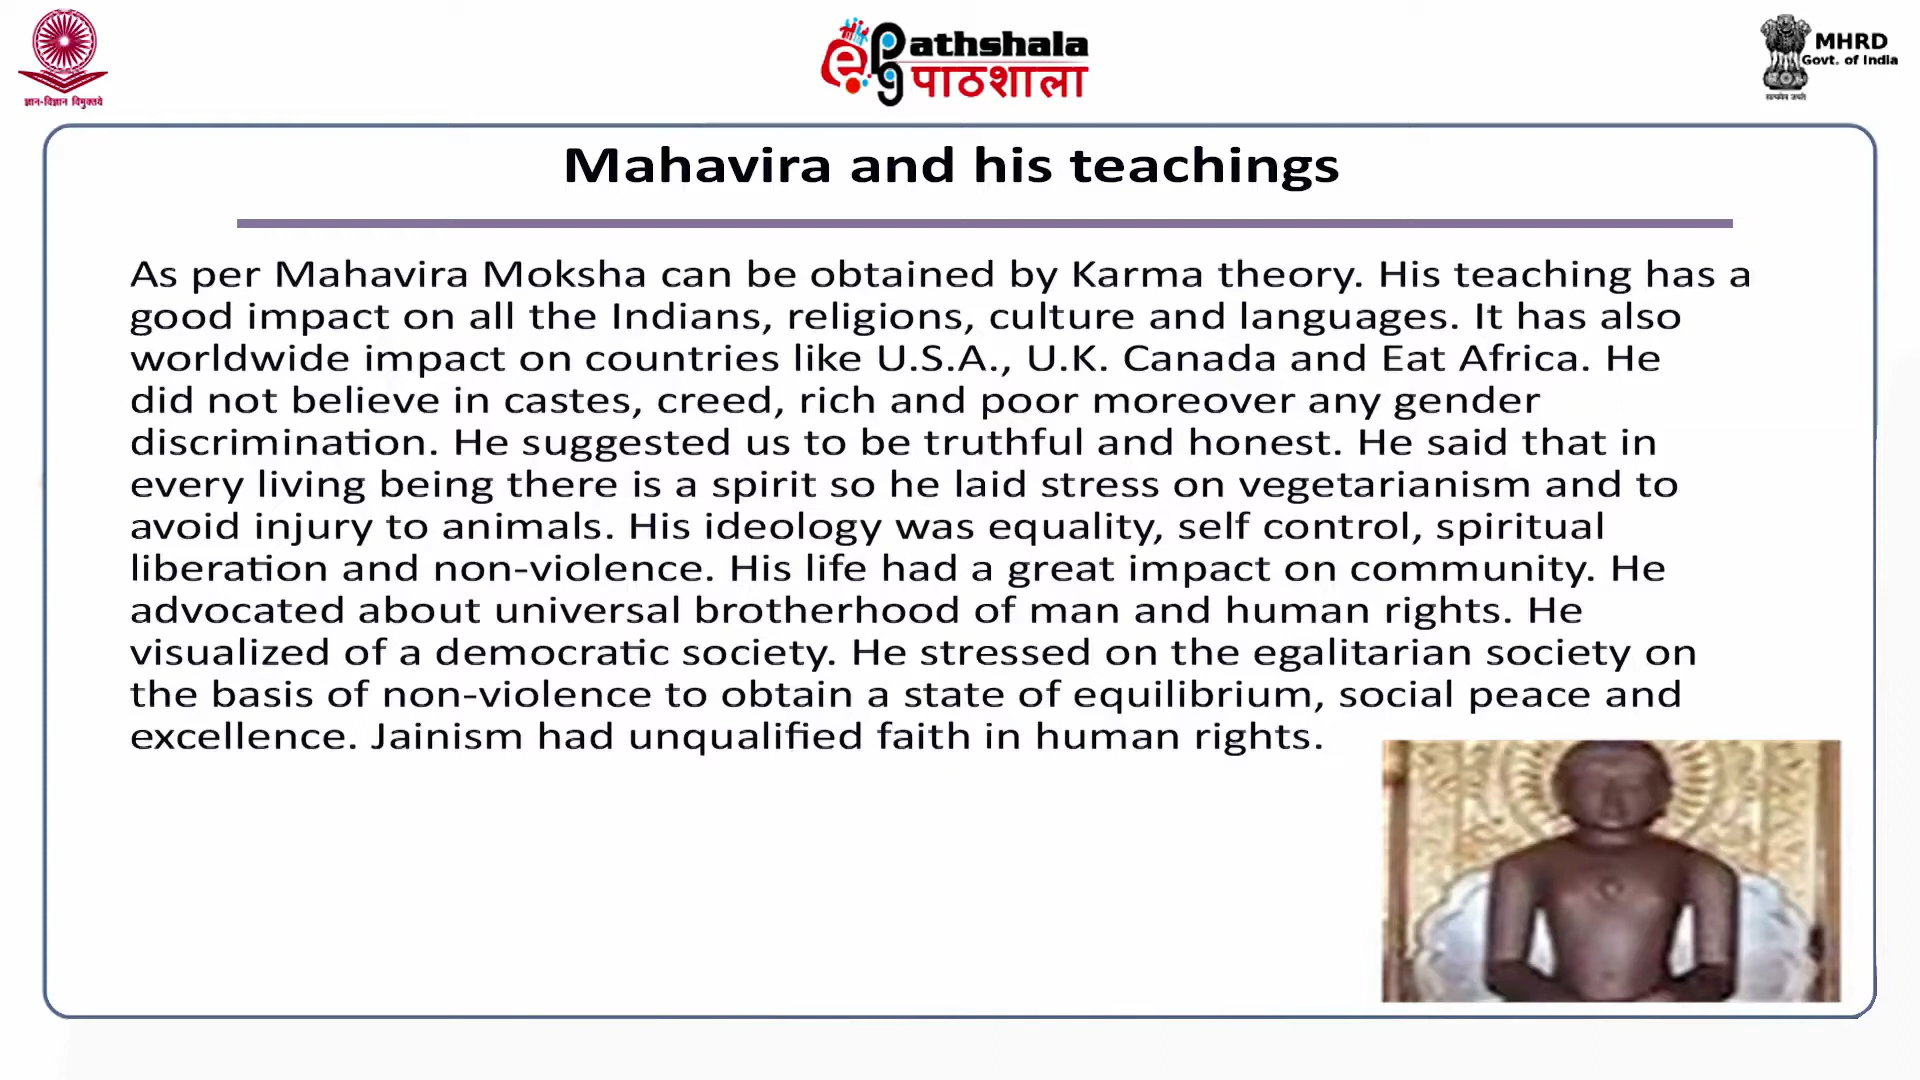 ज्ञान-विज्ञान विमुक्तये
e pg Pathshala
पाठशाला
MHRD
Govt. of India
सत्यमेव जयते
Mahavira and his teachings
As per Mahavira Moksha can be obtained by Karma theory. His teaching has a
good impact on all the Indians, religions, culture and languages. It has also
worldwide impact on countries like U.S.A., U.K. Canada and Eat Africa. He
did not believe in castes, creed, rich and poor moreover any gender
discrimination. He suggested us to be truthful and honest. He said that in
every living being there is a spirit so he laid stress on vegetarianism and to
avoid injury to animals. His ideology was equality, self control, spiritual
liberation and non-violence. His life had a great impact on community. He
advocated about universal brotherhood of man and human rights. He
visualized of a democratic society. He stressed on the egalitarian society on
the basis of non-violence to obtain a state of equilibrium, social peace and
excellence. Jainism had unqualified faith in human rights.